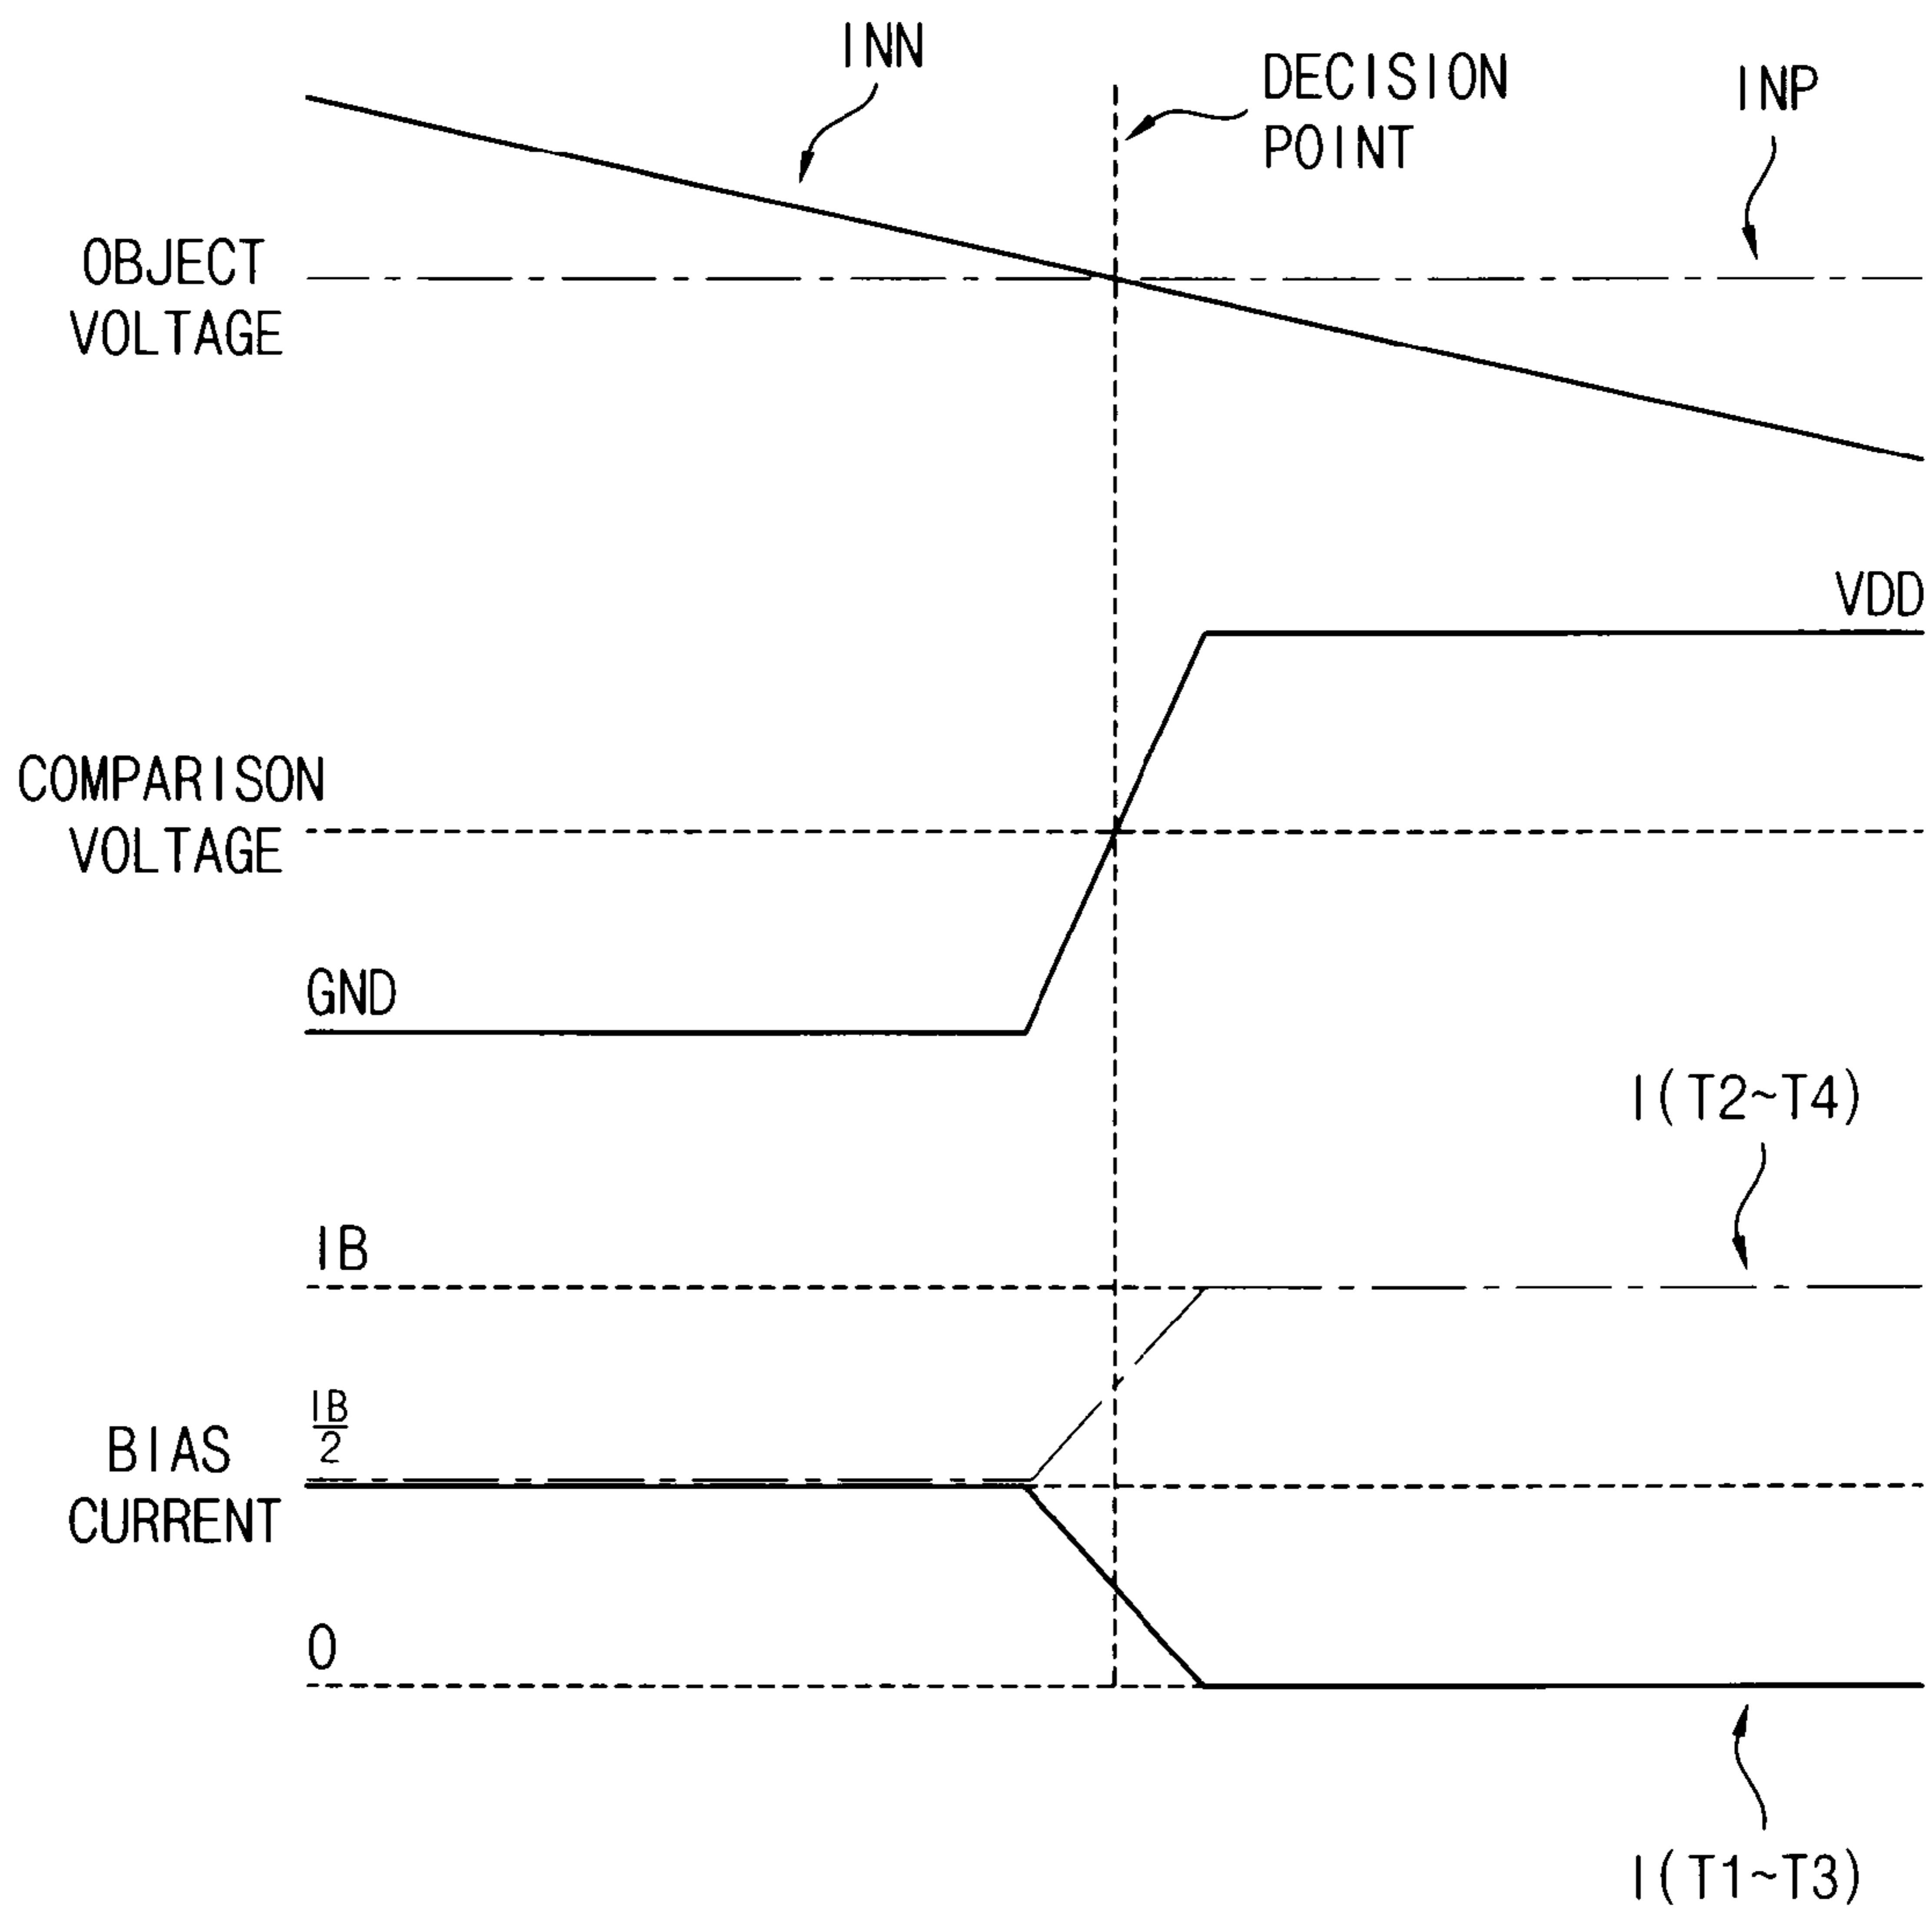 INN
DECISION
POINT
INP
OBJECT
VOLTAGE
VDD
COMPARISON
VOLTAGE
GND
I(T2~T4)
IB
IB
2
BIAS
CURRENT
0
I(T1~T3)